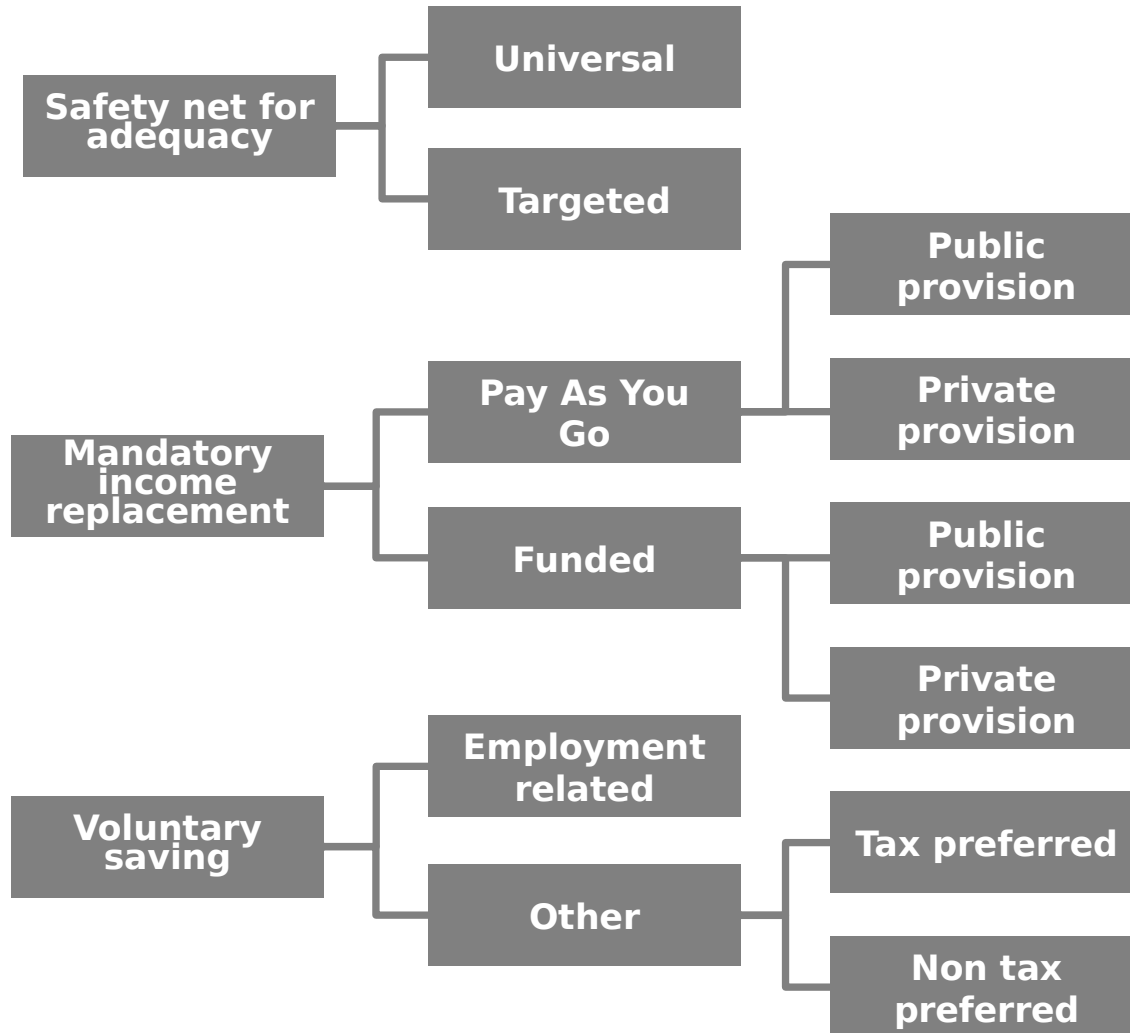 Safety net for
adequacy
Universal
Targeted
Mandatory
income
replacement
Pay As You
Go
Public
provision
Private
provision
Funded
Public
provision
Private
provision
Voluntary
saving
Employment
related
Other
Tax preferred
Non tax
preferred